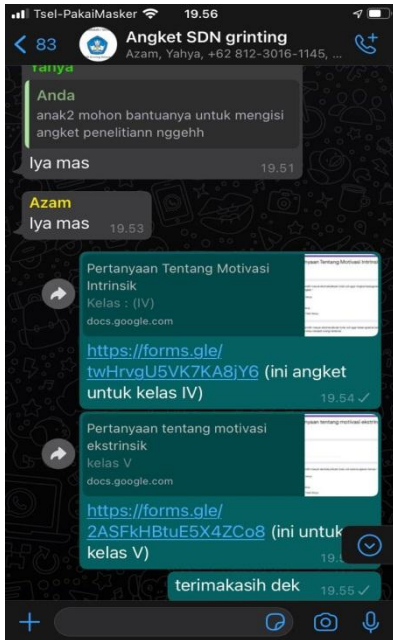 Tsel-PakaiMasker 19.56
83 Angket SDN grinting
Azam, Yahya, +62 812-3016-1145, ...
Yahya
Anda
anak2 mohon bantuanya untuk mengisi
angket penelitiann nggehh
Iya mas 19.51
Azam
Iya mas 19.53
Pertanyaan Tentang Motivasi
Intrinsik
Kelas : (IV)
docs.google.com
https://forms.gle/
twHrvgU5VK7KA8jY6 (ini angket
untuk kelas IV) 19.54
Pertanyaan tentang motivasi
ekstrinsik
kelas V
docs.google.com
https://forms.gle/
2ASFkHBtuE5X4ZCo8 (ini untuk
kelas V)
terimakasih dek 19.55